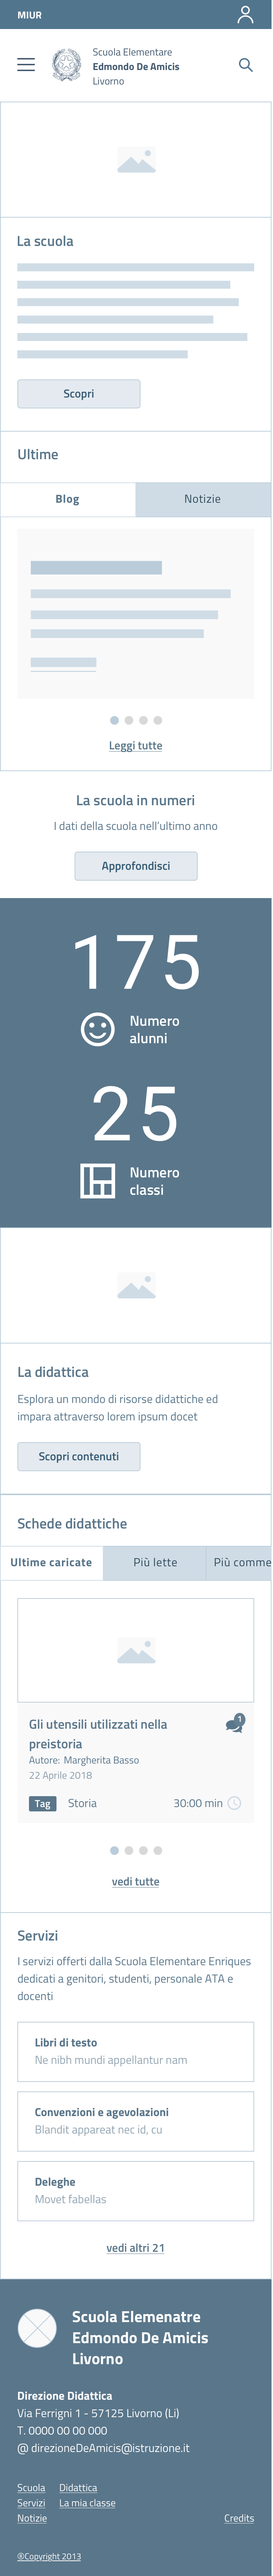 MIUR
Scuola Elementare
Edmondo De Amicis
Livorno
La scuola
Scopri
Ultime
Blog
Notizie
Leggi tutte
La scuola in numeri
I dati della scuola nell'ultimo anno
Approfondisci
175
Numero
alunni
25
Numero
classi
La didattica
Esplora un mondo di risorse didattiche ed
impara attraverso lorem ipsum docet
Scopri contenuti
Schede didattiche
Ultime caricate
Più lette
Più comme
1
Gli utensili utilizzati nella
preistoria
Autore: Margherita Basso
22 Aprile 2018
Tag
Storia
30:00 min
vedi tutte
Servizi
I servizi offerti dalla Scuola Elementare Enriques
dedicati a genitori, studenti, personale ATA e
docenti
Libri di testo
Ne nibh mundi appellantur nam
Convenzioni e agevolazioni
Blandit appareat nec id, cu
Deleghe
Movet fabellas
vedi altri 21
Scuola Elemenatre
Edmondo De Amicis
Livorno
Direzione Didattica
Via Ferrigni 1 - 57125 Livorno (Li)
T. 0000 00 00 000
@ direzioneDeAmicis@istruzione.it
Scuola Didattica
Servizi La mia classe
Notizie
Credits
®Copyright 2013